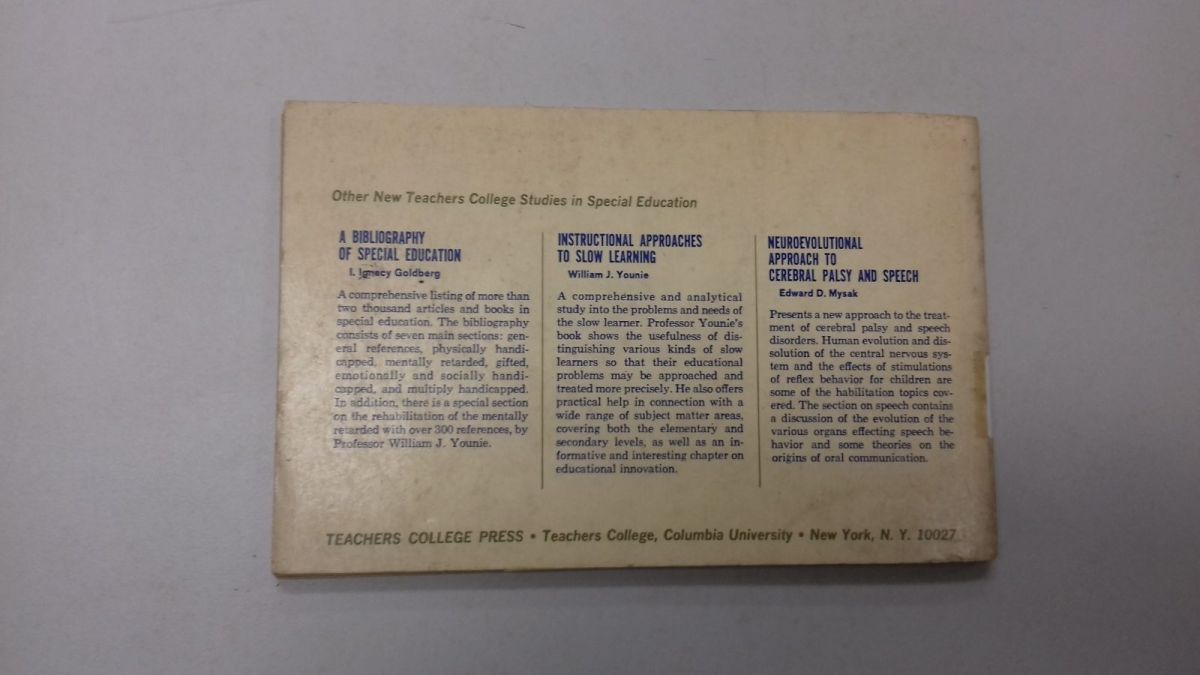 Other New Teachers College Studies in Special Education
A BIBLIOGRAPHY
OF SPECIAL EDUCATION
I. Ignacy Goldberg
A comprehensive listing of more than
two thousand articles and books in
special education. The bibliography
consists of seven main sections: gen-
eral references, physically handi-
capped, mentally retarded, gifted,
emotionally and socially handi-
capped, and multiply handicapped.
In addition, there is a special section
on the rehabilitation of the mentally
retarded with over 300 references, by
Professor William J. Younie.
INSTRUCTIONAL APPROACHES
TO SLOW LEARNING
William J. Younie
A comprehensive and analytical
study into the problems and needs of
the slow learner. Professor Younie's
book shows the usefulness of dis-
tinguishing various kinds of slow
learners so that their educational
problems may be approached and
treated more precisely. He also offers
practical help in connection with a
wide range of subject matter areas,
covering both the elementary and
secondary levels, as well as an in-
formative and interesting chapter on
educational innovation.
NEUROEVOLUTIONAL
APPROACH TO
CEREBRAL PALSY AND SPEECH
Edward D. Mysak
Presents a new approach to the treat-
ment of cerebral palsy and speech
disorders. Human evolution and dis-
solution of the central nervous sys-
tem and the effects of stimulations
of reflex behavior for children are
some of the habilitation topics cov-
ered. The section on speech contains
a discussion of the evolution of the
various organs effecting speech be-
havior and some theories on the
origins of oral communication.
TEACHERS COLLEGE PRESS • Teachers College, Columbia University • New York, N. Y. 10027